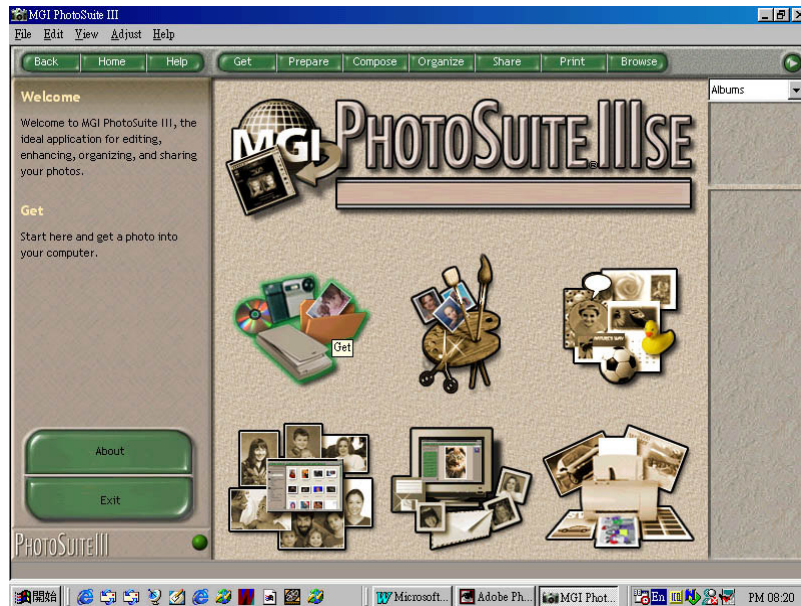 MGI PhotoSuite III
File Edit View Adjust Help
Back Home Help Get Prepare Compose Organize Share Print Browse
Welcome
Welcome to MGI PhotoSuite III, the
ideal application for editing,
enhancing, organizing, and sharing
your photos.
Get
Start here and get a photo into
your computer.
About
Exit
PHOTOSUITE III
MGI PHOTOSUITE IIISE
®
Get
Albums
開始 Microsoft... Adobe Ph... MGI Phot... En PM 08:20